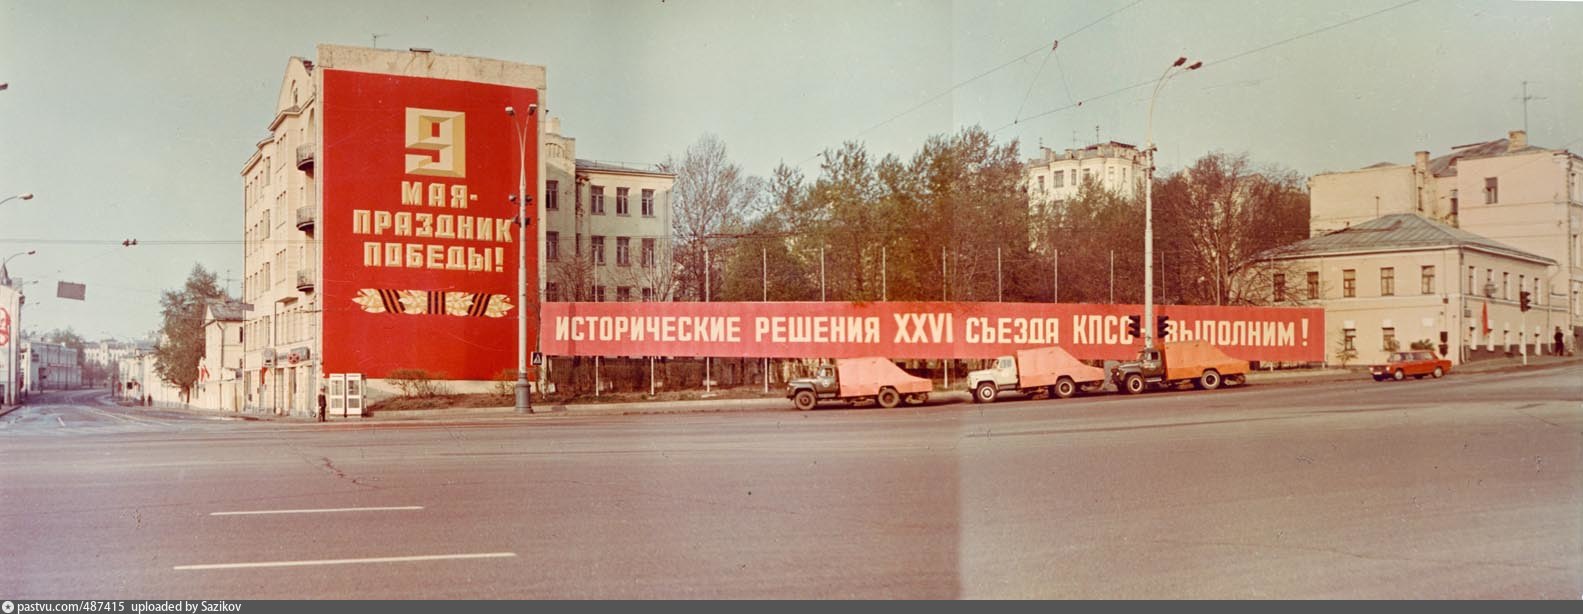 9
МАЯ-
ПРАЗДНИК
ПОБЕДЫ!
ИСТОРИЧЕСКИЕ РЕШЕНИЯ XXVI СЪЕЗДА КПСС - ВЫПОЛНИМ!
pastvu.com/487415 uploaded by Sazikov